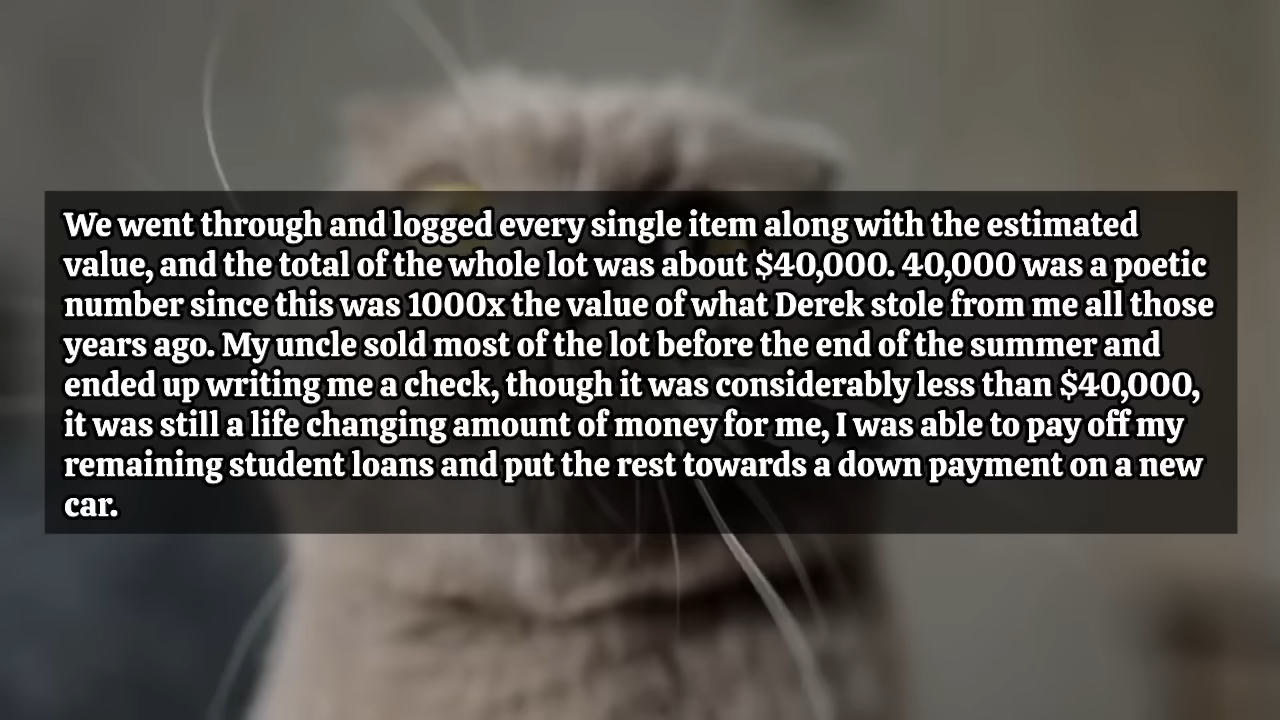 We went through and logged every single item along with the estimated
value, and the total of the whole lot was about $40,000. 40,000 was a poetic
number since this was 1000x the value of what Derek stole from me all those
years ago. My uncle sold most of the lot before the end of the summer and
ended up writing me a check, though it was considerably less than $40,000,
it was still a life changing amount of money for me, I was able to pay off my
remaining student loans and put the rest towards a down payment on a new
car.